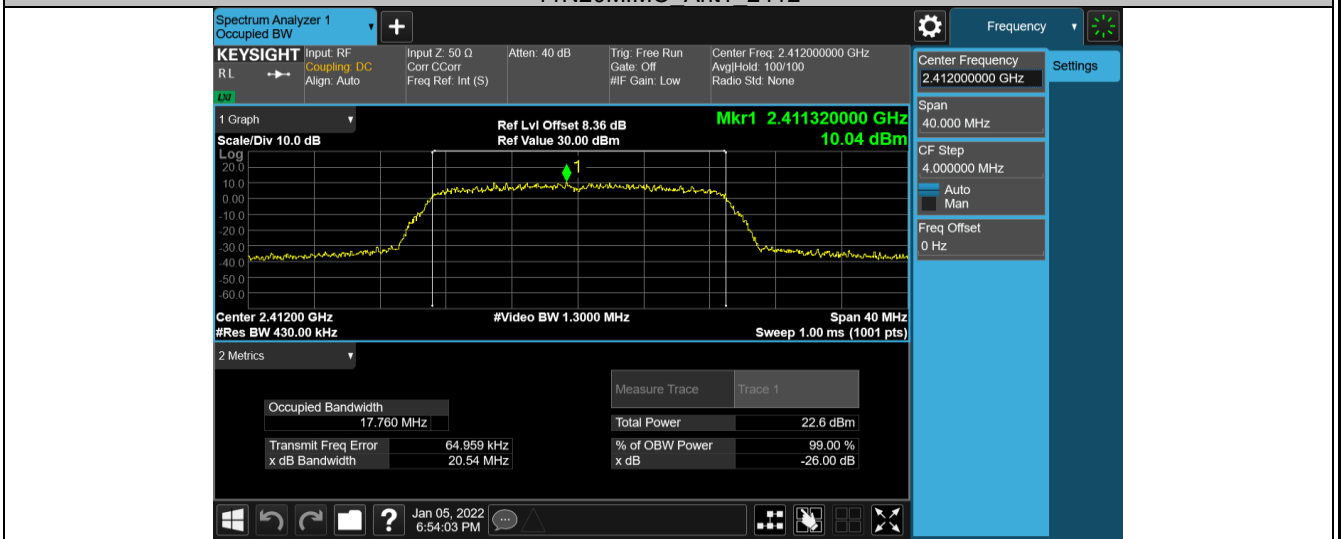 Spectrum Analyzer 1
Occupied BW
+
Frequency
KEYSIGHT Input: RF Input Z: 50 Ω Atten: 40 dB Trig: Free Run Center Freq: 2.412000000 GHz
RL Coupling: DC Corr CCorr Gate: Off Avg|Hold: 100/100
Align: Auto Freq Ref: Int (S) #IF Gain: Low Radio Std: None
LXI
Center Frequency
2.412000000 GHz
Settings
Span
40.000 MHz
CF Step
4.000000 MHz
Auto
Man
Freq Offset
0 Hz
1 Graph
Ref Lvl Offset 8.36 dB Mkr1 2.411320000 GHz
Scale/Div 10.0 dB Ref Value 30.00 dBm 10.04 dBm
Log
20.0
10.0
0.00
-10.0
-20.0
-30.0
-40.0
-50.0
-60.0
1
Center 2.41200 GHz #Video BW 1.3000 MHz Span 40 MHz
#Res BW 430.00 kHz Sweep 1.00 ms (1001 pts)
2 Metrics
Measure Trace Trace 1
Occupied Bandwidth
17.760 MHz
Total Power 22.6 dBm
Transmit Freq Error 64.959 kHz % of OBW Power 99.00 %
x dB Bandwidth 20.54 MHz x dB -26.00 dB
? Jan 05, 2022
6:54:03 PM